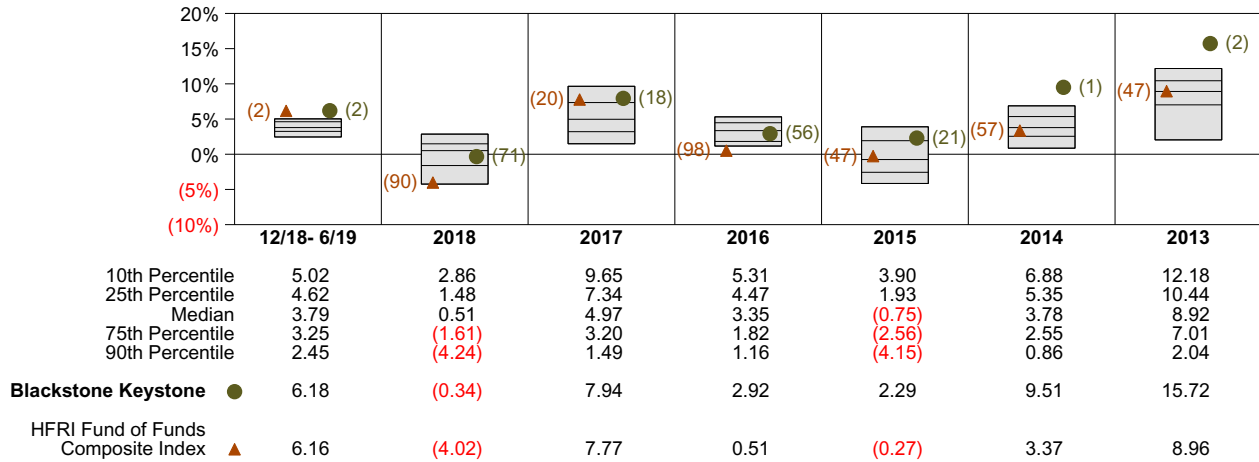 20%
15%
10%
5%
0%
(5%)
(10%)
(2) (2)
(90) (71)
(20) (18)
(98) (56)
(47) (21)
(57) (1)
(47) (2)
12/18- 6/19 2018 2017 2016 2015 2014 2013
10th Percentile 5.02 2.86 9.65 5.31 3.90 6.88 12.18
25th Percentile 4.62 1.48 7.34 4.47 1.93 5.35 10.44
Median 3.79 0.51 4.97 3.35 (0.75) 3.78 8.92
75th Percentile 3.25 (1.61) 3.20 1.82 (2.56) 2.55 7.01
90th Percentile 2.45 (4.24) 1.49 1.16 (4.15) 0.86 2.04
Blackstone Keystone 6.18 (0.34) 7.94 2.92 2.29 9.51 15.72
HFRI Fund of Funds
Composite Index 6.16 (4.02) 7.77 0.51 (0.27) 3.37 8.96